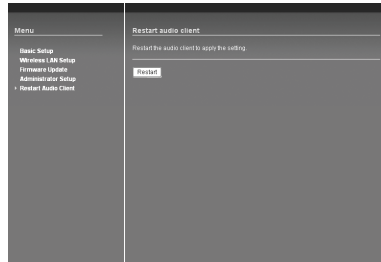 Menu
Basic Setup
Wireless LAN Setup
Firmware Update
Administrator Setup
Restart Audio Client
Restart audio client
Restart the audio client to apply the setting.
Restart